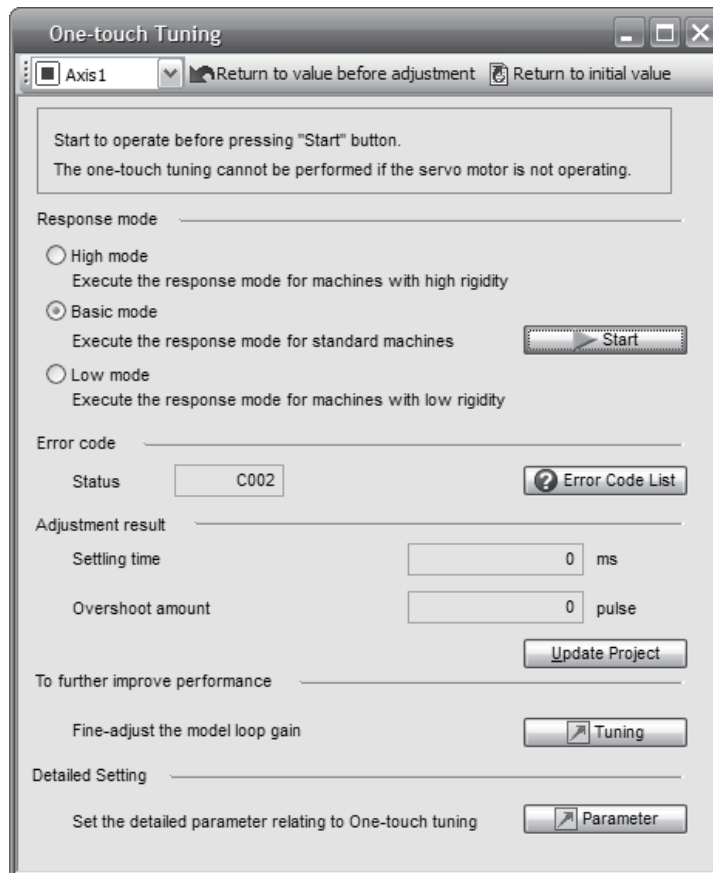 One-touch Tuning
Axis1 Return to value before adjustment Return to initial value
Start to operate before pressing "Start" button.
The one-touch tuning cannot be performed if the servo motor is not operating.
Response mode
High mode
Execute the response mode for machines with high rigidity
Basic mode
Execute the response mode for standard machines Start
Low mode
Execute the response mode for machines with low rigidity
Error code
Status C002 Error Code List
Adjustment result
Settling time 0 ms
Overshoot amount 0 pulse
Update Project
To further improve performance
Fine-adjust the model loop gain Tuning
Detailed Setting
Set the detailed parameter relating to One-touch tuning Parameter